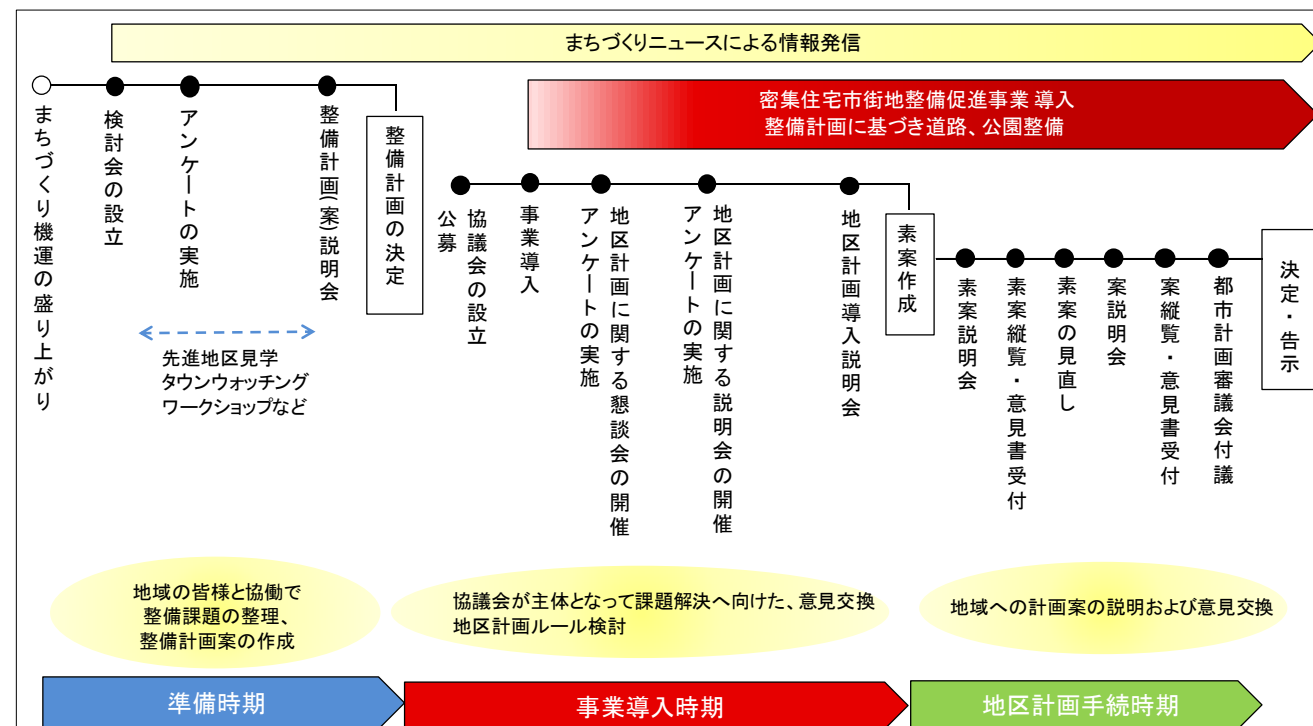 まちづくりニュースによる情報発信
密集住宅市街地整備促進事業 導入
整備計画に基づき道路、公園整備
まちづくり機運の盛り上がり
検討会の設立
アンケートの実施
整備計画(案)説明会
整備計画の決定
先進地区見学
タウンウォッチング
ワークショップなど
協議会の設立
公募
事業導入
地区計画に関する懇談会の開催
アンケートの実施
地区計画に関する説明会の開催
アンケートの実施
地区計画導入説明会
素案作成
素案説明会
素案縦覧・意見書受付
素案の見直し
案説明会
案縦覧・意見書受付
都市計画審議会付議
決定・告示
地域の皆様と協働で
整備課題の整理、
整備計画案の作成
協議会が主体となって課題解決へ向けた、意見交換
地区計画ルール検討
地域への計画案の説明および意見交換
準備時期
事業導入時期
地区計画手続時期